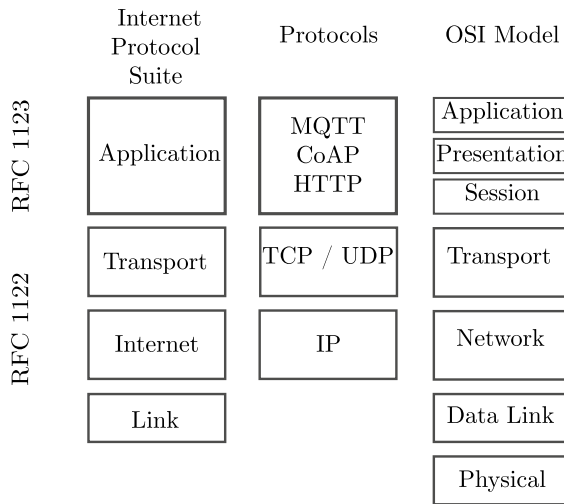 Internet
Protocol
Suite
Protocols
OSI Model
RFC 1123
Application
MQTT
CoAP
HTTP
Application
Presentation
Session
RFC 1122
Transport
TCP / UDP
Transport
Internet
IP
Network
Link
Data Link
Physical